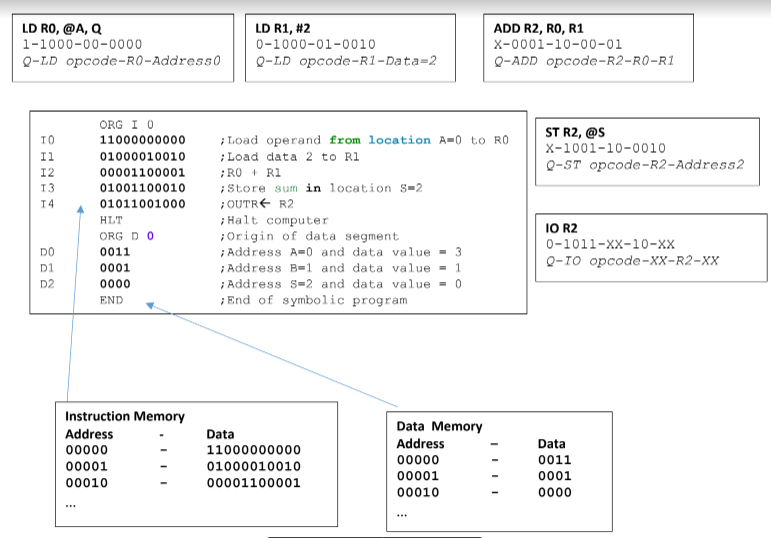 LD R0, @A, Q
1-1000-00-0000
Q-LD opcode-R0-Address0
LD R1, #2
0-1000-01-0010
Q-LD opcode-R1-Data=2
ADD R2, R0, R1
X-0001-10-00-01
Q-ADD opcode-R2-R0-R1
ORG I 0
I0 11000000000 ;Load operand from location A=0 to R0
I1 01000010010 ;Load data 2 to R1
I2 00001100001 ;R0 + R1
I3 01001100010 ;Store sum in location S=2
I4 01011001000 ;OUTR← R2
HLT ;Halt computer
ORG D 0 ;Origin of data segment
D0 0011 ;Address A=0 and data value = 3
D1 0001 ;Address B=1 and data value = 1
D2 0000 ;Address S=2 and data value = 0
END ;End of symbolic program
ST R2, @S
X-1001-10-0010
Q-ST opcode-R2-Address2
IO R2
0-1011-XX-10-XX
Q-IO opcode-XX-R2-XX
Instruction Memory
Address - Data
00000 – 11000000000
00001 – 01000010010
00010 – 00001100001
...
Data Memory
Address – Data
00000 – 0011
00001 – 0001
00010 – 0000
...